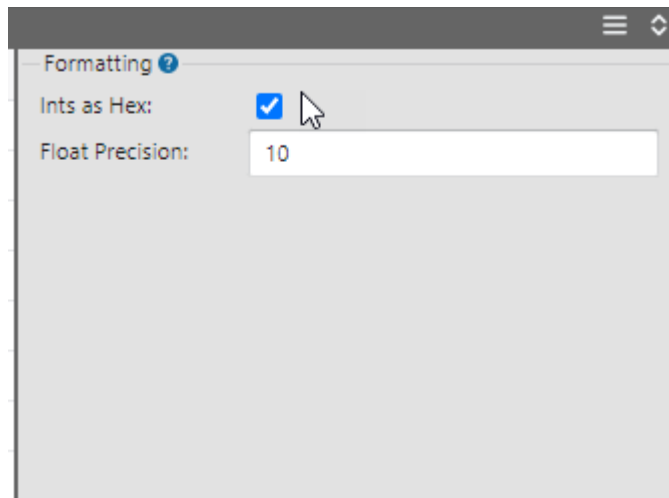 Formatting ?
Ints as Hex:
Float Precision: 10